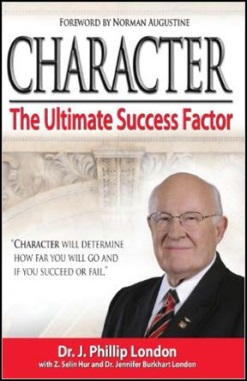 FOREWORD BY NORMAN AUGUSTINE
CHARACTER
The Ultimate Success Factor
"CHARACTER WILL DETERMINE
HOW FAR YOU WILL GO AND
IF YOU SUCCEED OR FAIL."
Dr. J. Phillip London
with Z. Selin Hur and Dr. Jennifer Burkhart London